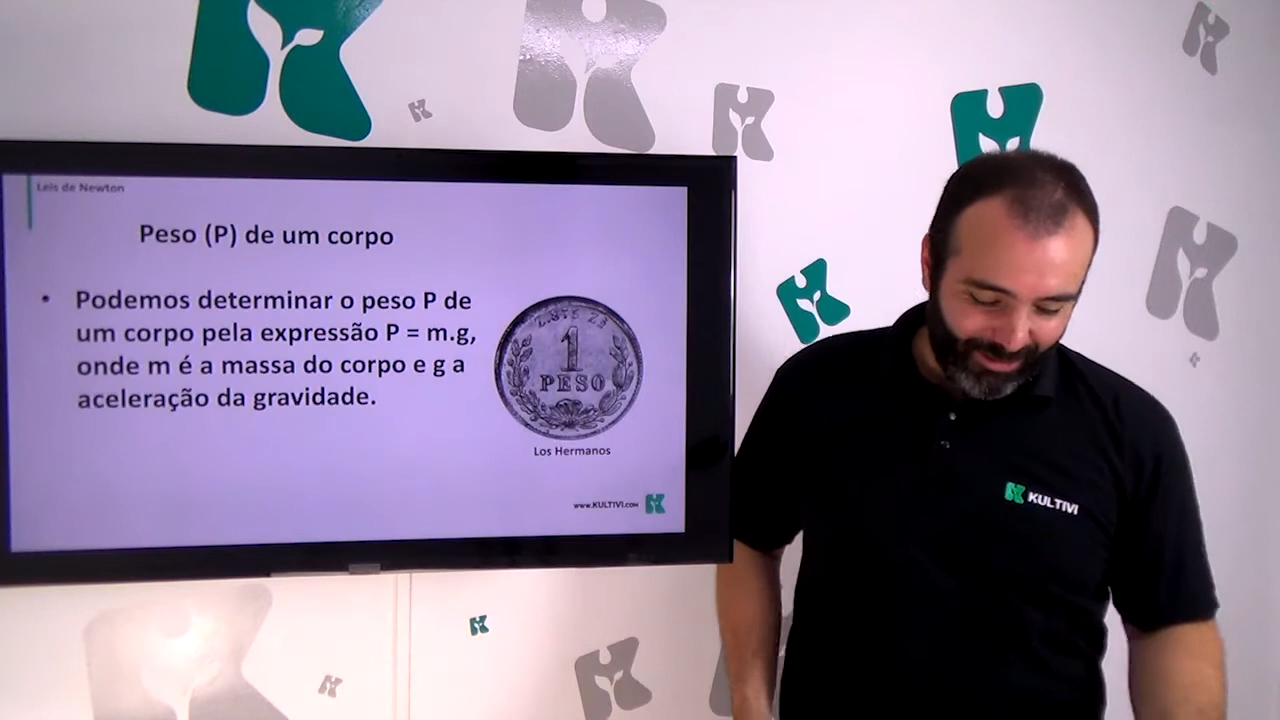 Leis de Newton
Peso (P) de um corpo
• Podemos determinar o peso P de
um corpo pela expressão P = m.g,
onde m é a massa do corpo e g a
aceleração da gravidade.
1
PESO
Los Hermanos
www.KULTIVI.COM
KULTIVI